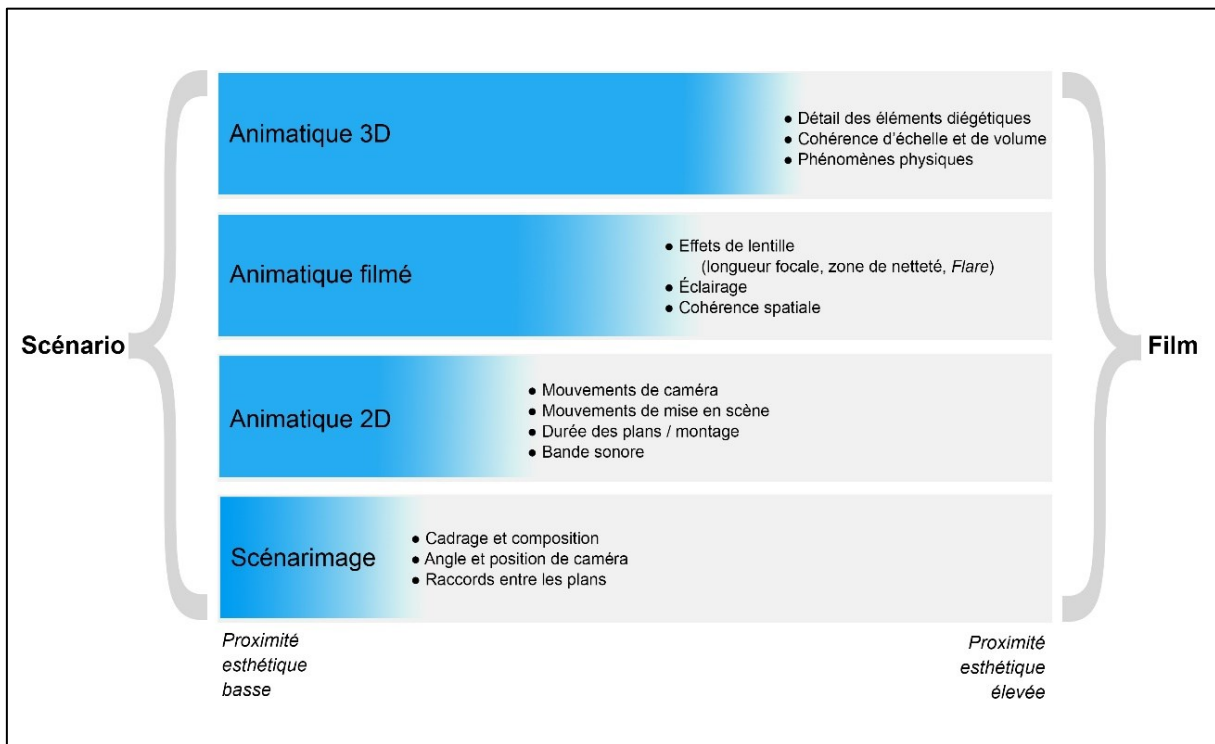 Scénario
Animatique 3D
● Détail des éléments diégétiques
● Cohérence d'échelle et de volume
● Phénomènes physiques
Animatique filmé
● Effets de lentille
(longueur focale, zone de netteté, Flare)
● Éclairage
● Cohérence spatiale
Animatique 2D
● Mouvements de caméra
● Mouvements de mise en scène
● Durée des plans / montage
● Bande sonore
Scénarimage
● Cadrage et composition
● Angle et position de caméra
● Raccords entre les plans
Film
Proximité
esthétique
basse
Proximité
esthétique
élevée